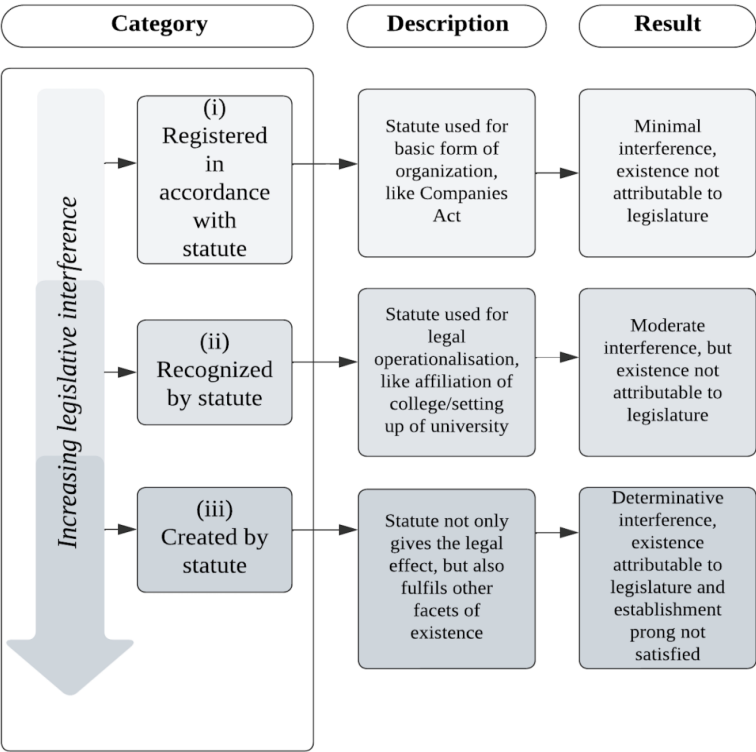 Category
Description
Result
Increasing legislative interference
(i)
Registered
in
accordance
with
statute
Statute used for
basic form of
organization,
like Companies
Act
Minimal
interference,
existence not
attributable to
legislature
(ii)
Recognized
by statute
Statute used for
legal
operationalisation,
like affiliation of
college/setting
up of university
Moderate
interference, but
existence not
attributable to
legislature
(iii)
Created by
statute
Statute not only
gives the legal
effect, but also
fulfils other
facets of
existence
Determinative
interference,
existence
attributable to
legislature and
establishment
prong not
satisfied